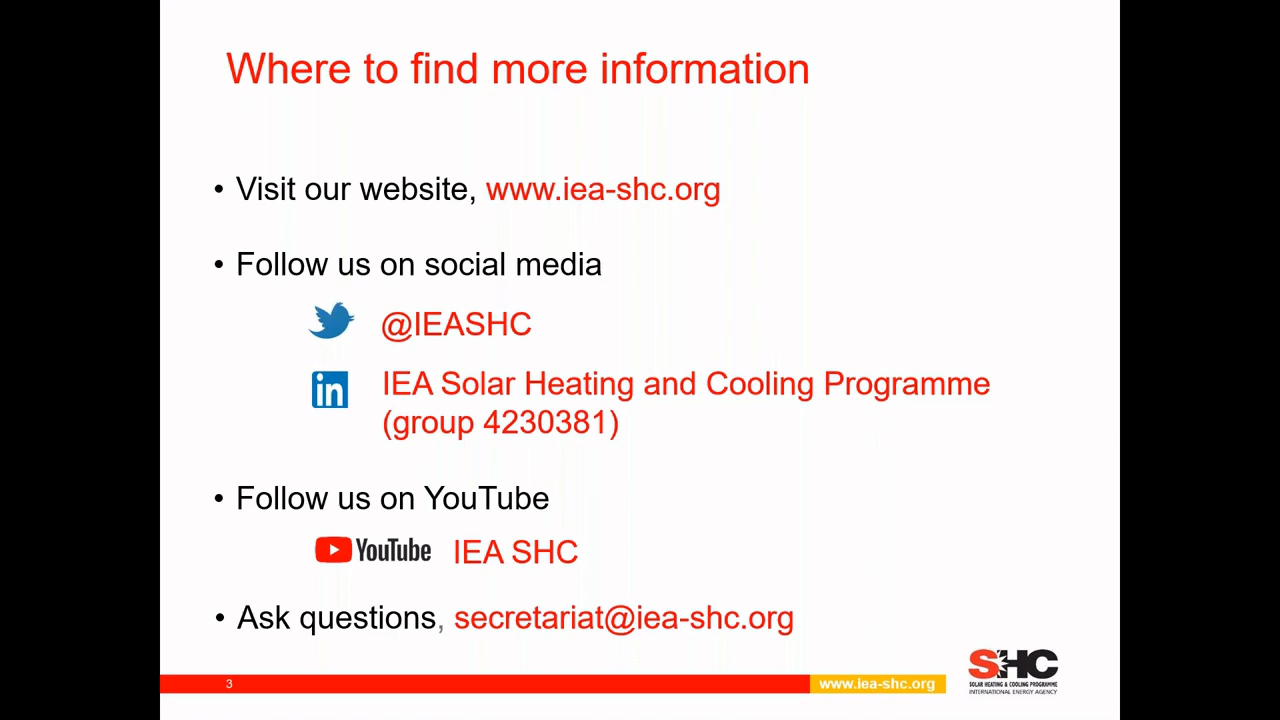 Where to find more information
• Visit our website, www.iea-shc.org
• Follow us on social media
@IEASHC
in IEA Solar Heating and Cooling Programme
(group 4230381)
• Follow us on YouTube
YouTube IEA SHC
• Ask questions, secretariat@iea-shc.org
3
www.iea-shc.org
SHC
SOLAR HEATING & COOLING PROGRAMME
INTERNATIONAL ENERGY AGENCY